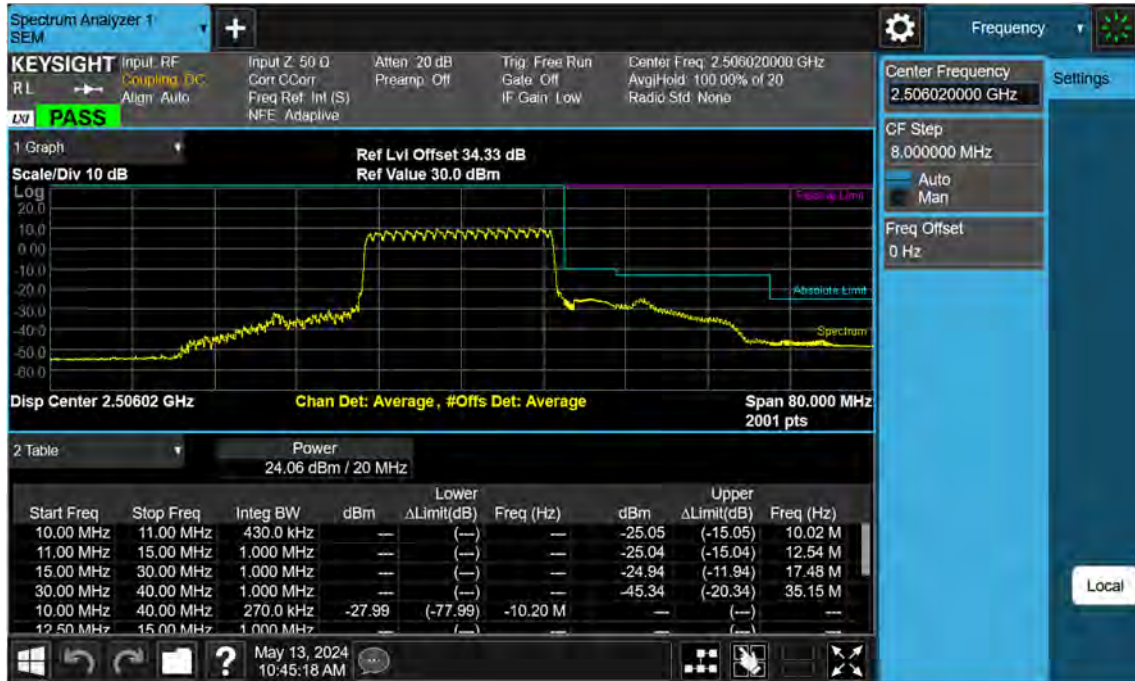 Spectrum Analyzer 1
SEM
Frequency
KEYSIGHT
R L
LXI
PASS
Input: RF
Coupling: DC
Align: Auto
Input Z: 50 Ω
Corr CCorr
Freq Ref: Int (S)
NFE: Adaptive
Atten: 20 dB
Preamp: Off
Trig: Free Run
Gate: Off
IF Gain: Low
Center Freq: 2.506020000 GHz
Avg|Hold: 100.00% of 20
Radio Std: None
Center Frequency
2.506020000 GHz
Settings
CF Step
8.000000 MHz
Auto
Man
Freq Offset
0 Hz
1 Graph
Scale/Div 10 dB
Ref Lvl Offset 34.33 dB
Ref Value 30.0 dBm
Log
20.0
10.0
0.00
-10.0
-20.0
-30.0
-40.0
-50.0
-60.0
Absolute Limit
Spectrum
Disp Center 2.50602 GHz
Chan Det: Average, #Offs Det: Average
Span 80.000 MHz
2001 pts
2 Table
Power
24.06 dBm / 20 MHz
Lower Upper
Start Freq Stop Freq Integ BW dBm ΔLimit(dB) Freq (Hz) dBm ΔLimit(dB) Freq (Hz)
10.00 MHz 11.00 MHz 430.0 kHz --- (---) --- -25.05 (-15.05) 10.02 M
11.00 MHz 15.00 MHz 1.000 MHz --- (---) --- -25.04 (-15.04) 12.54 M
15.00 MHz 30.00 MHz 1.000 MHz --- (---) --- -24.94 (-11.94) 17.48 M
30.00 MHz 40.00 MHz 1.000 MHz --- (---) --- -45.34 (-20.34) 35.15 M
10.00 MHz 40.00 MHz 270.0 kHz -27.99 (-77.99) -10.20 M --- (---) ---
12.50 MHz 15.00 MHz 1.000 MHz --- (---) --- --- (---) ---
Local
?
May 13, 2024
10:45:18 AM